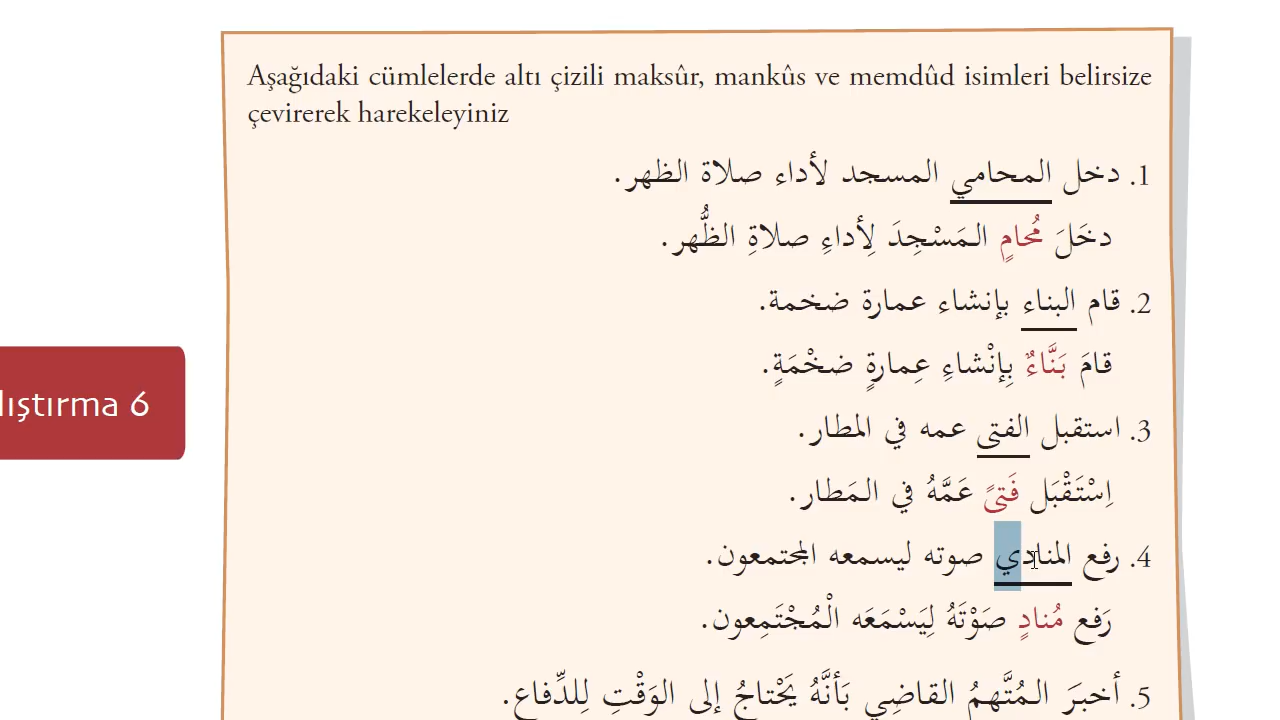 Aşağıdaki cümlelerde altı çizili maksûr, mankûs ve memdûd isimleri belirsize
çevirerek harekeleyiniz
1. دخل المحامي المسجد لأداء صلاة الظهر.
دخَلَ مُحامٍ المَسْجِدَ لِأداءِ صلاةِ الظُّهر.
2. قام البناء بإنشاء عمارة ضخمة.
قامَ بَنَّاءٌ بِإنْشاءِ عِمارةٍ ضخْمَةٍ.
3. استقبل الفتى عمه في المطار.
اِسْتَقْبَل فَتىً عَمَّهُ في المَطار.
4. رفع المنادي صوته ليسمعه المجتمعون.
رَفع مُنادٍ صَوْتَهُ لِيَسْمَعَه الْمُجْتَمِعون.
5. أخبرَ المُتَّهمُ القاضِي بَأنَّهُ يَحْتاجُ إلى الوَقْتِ لِلدِّفاعِ.
lıştırma 6